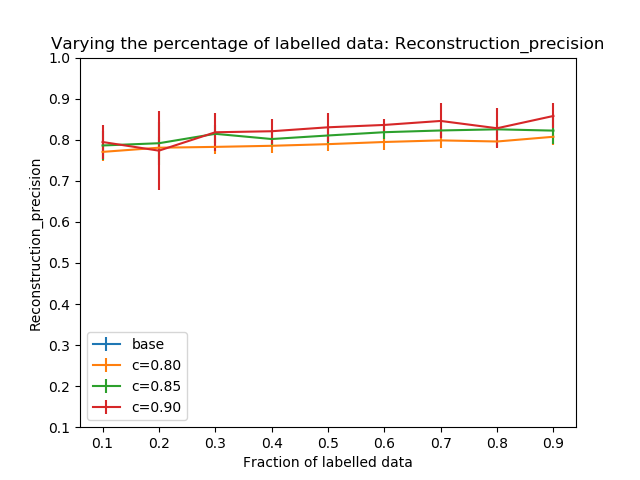 Varying the percentage of labelled data: Reconstruction_precision
1.0
0.9
0.8
0.7
0.6
0.5
0.4
0.3
0.2
0.1
Reconstruction_precision
base
c=0.80
c=0.85
c=0.90
0.1 0.2 0.3 0.4 0.5 0.6 0.7 0.8 0.9
Fraction of labelled data